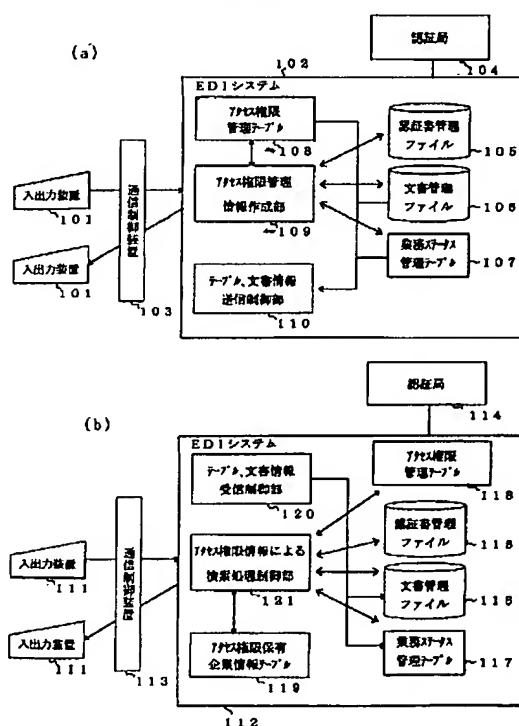 (a)
認証局
104
102
EDIシステム
アクセス権限
管理テーブル
108
認証書管理
ファイル
105
入出力装置
101
アクセス権限管理
情報作成部
109
文書管理
ファイル
106
入出力装置
101
業務ステータス
管理テーブル
107
103
テーブル、文書情報
送信制御部
110
(b)
認証局
114
EDIシステム
テーブル、文書情報
受信制御部
120
アクセス権限
管理テーブル
118
認証書管理
ファイル
116
入出力装置
111
アクセス権限情報による
検索処理制御部
121
文書管理
ファイル
115
入出力装置
111
113
アクセス権限保有
企業情報テーブル
119
業務ステータス
管理テーブル
117
112